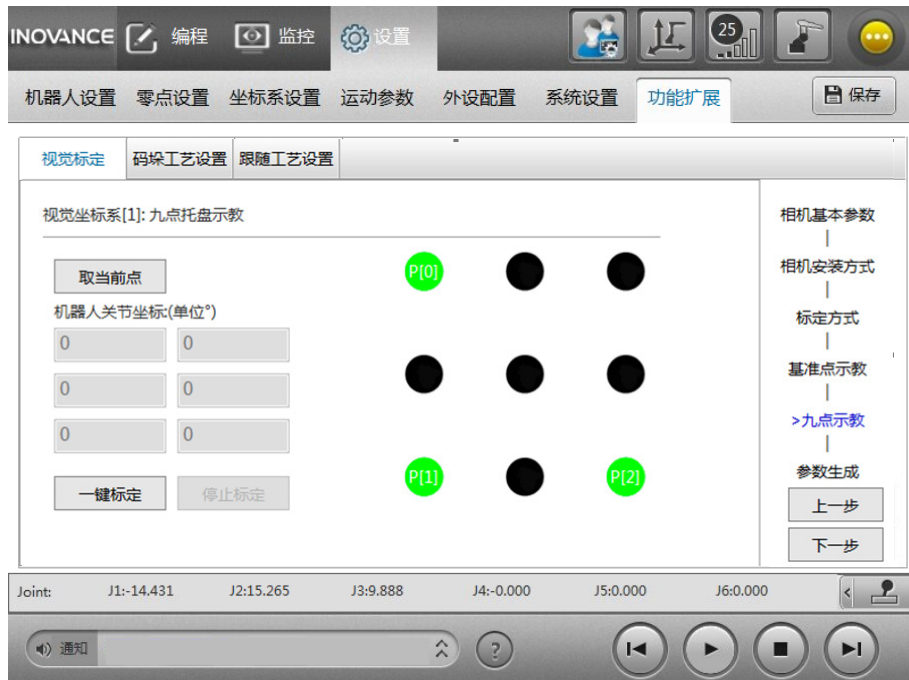 INOVANCE 编程 监控 设置 25
机器人设置 零点设置 坐标系设置 运动参数 外设配置 系统设置 功能扩展 保存
视觉标定 码垛工艺设置 跟随工艺设置
视觉坐标系[1]: 九点托盘示教
取当前点
机器人关节坐标:(单位°)
0 0
0 0
0 0
一键标定 停止标定
P[0]
P[1] P[2]
相机基本参数
相机安装方式
标定方式
基准点示教
>九点示教
参数生成
上一步
下一步
Joint: J1:-14.431 J2:15.265 J3:9.888 J4:-0.000 J5:0.000 J6:0.000 <
通知 ?